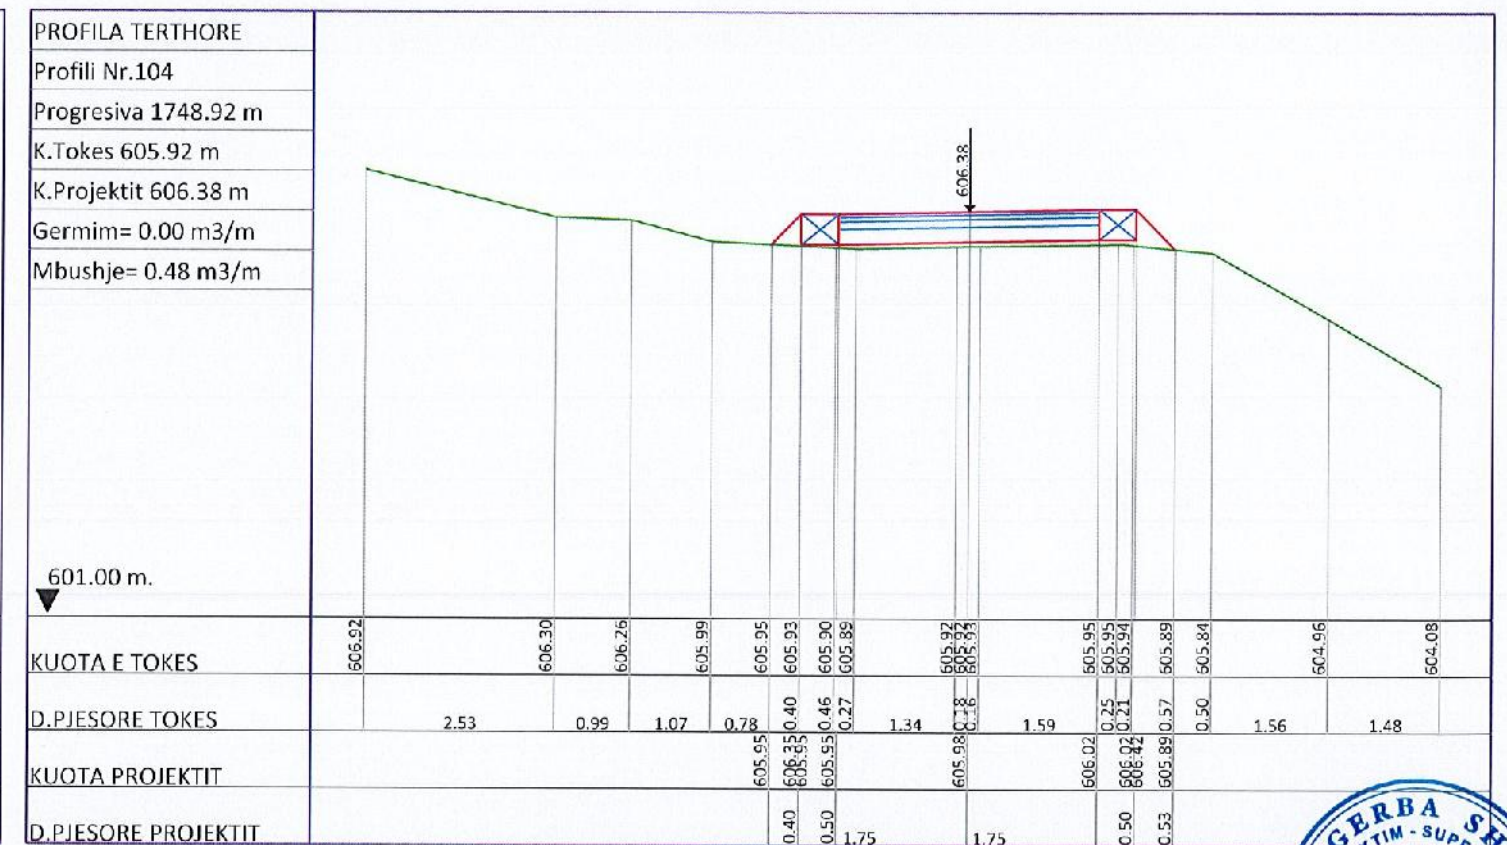 PROFILA TERTHORE
Profili Nr.104
Progresiva 1748.92 m
K.Tokes 605.92 m
K.Projektit 606.38 m
Germim= 0.00 m3/m
Mbushje= 0.48 m3/m
606.38
601.00 m.
KUOTA E TOKES 606.92 606.30 606.26 605.99 605.95 605.93 605.90 605.89 605.92 605.92 605.93 605.95 605.95 605.94 605.89 605.84 604.96 604.08
D.PJESORE TOKES 2.53 0.99 1.07 0.78 0.40 0.46 0.27 1.34 0.18 0.16 1.59 0.25 0.21 0.57 0.50 1.56 1.48
KUOTA PROJEKTIT 605.95 606.35 605.95 605.95 605.98 606.02 606.02 606.42 605.89
D.PJESORE PROJEKTIT 0.40 0.50 1.75 1.75 0.50 0.53
GERBA SH